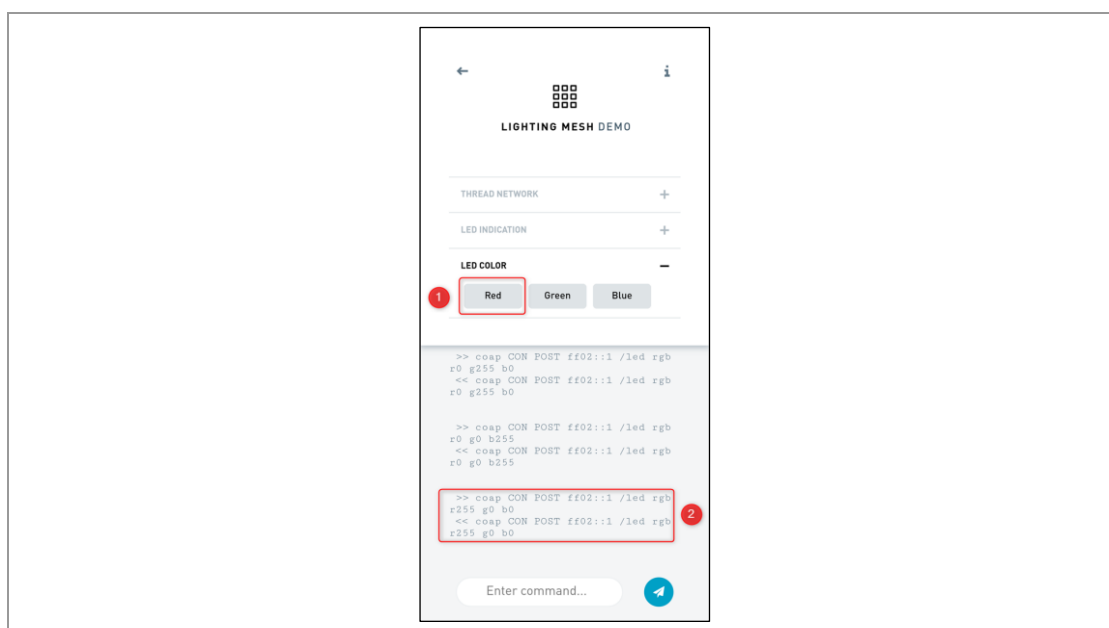 i
LIGHTING MESH DEMO
THREAD NETWORK +
LED INDICATION +
LED COLOR −
1 Red Green Blue
>> coap CON POST ff02::1 /led rgb
r0 g255 b0
<< coap CON POST ff02::1 /led rgb
r0 g255 b0
>> coap CON POST ff02::1 /led rgb
r0 g0 b255
<< coap CON POST ff02::1 /led rgb
r0 g0 b255
>> coap CON POST ff02::1 /led rgb
r255 g0 b0
<< coap CON POST ff02::1 /led rgb
r255 g0 b0
2
Enter command...